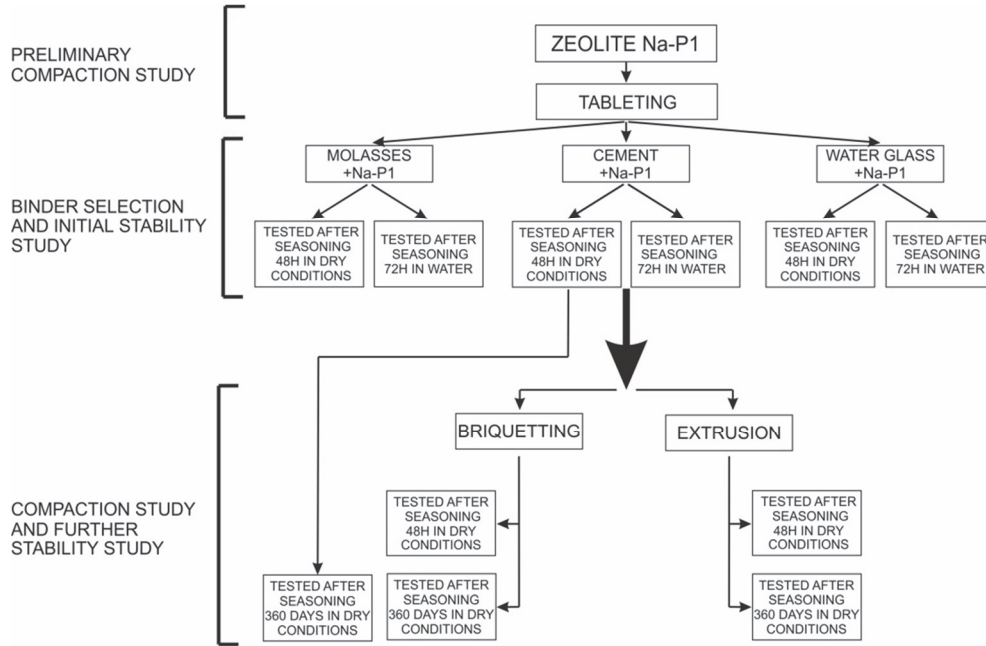 PRELIMINARY
COMPACTION STUDY
ZEOLITE Na-P1
TABLETING
BINDER SELECTION
AND INITIAL STABILITY
STUDY
MOLASSES
+Na-P1
CEMENT
+Na-P1
WATER GLASS
+Na-P1
TESTED AFTER
SEASONING
48H IN DRY
CONDITIONS
TESTED AFTER
SEASONING
72H IN WATER
TESTED AFTER
SEASONING
48H IN DRY
CONDITIONS
TESTED AFTER
SEASONING
72H IN WATER
TESTED AFTER
SEASONING
48H IN DRY
CONDITIONS
TESTED AFTER
SEASONING
72H IN WATER
COMPACTION STUDY
AND FURTHER
STABILITY STUDY
BRIQUETTING
EXTRUSION
TESTED AFTER
SEASONING
48H IN DRY
CONDITIONS
TESTED AFTER
SEASONING
48H IN DRY
CONDITIONS
TESTED AFTER
SEASONING
360 DAYS IN DRY
CONDITIONS
TESTED AFTER
SEASONING
360 DAYS IN DRY
CONDITIONS
TESTED AFTER
SEASONING
360 DAYS IN DRY
CONDITIONS